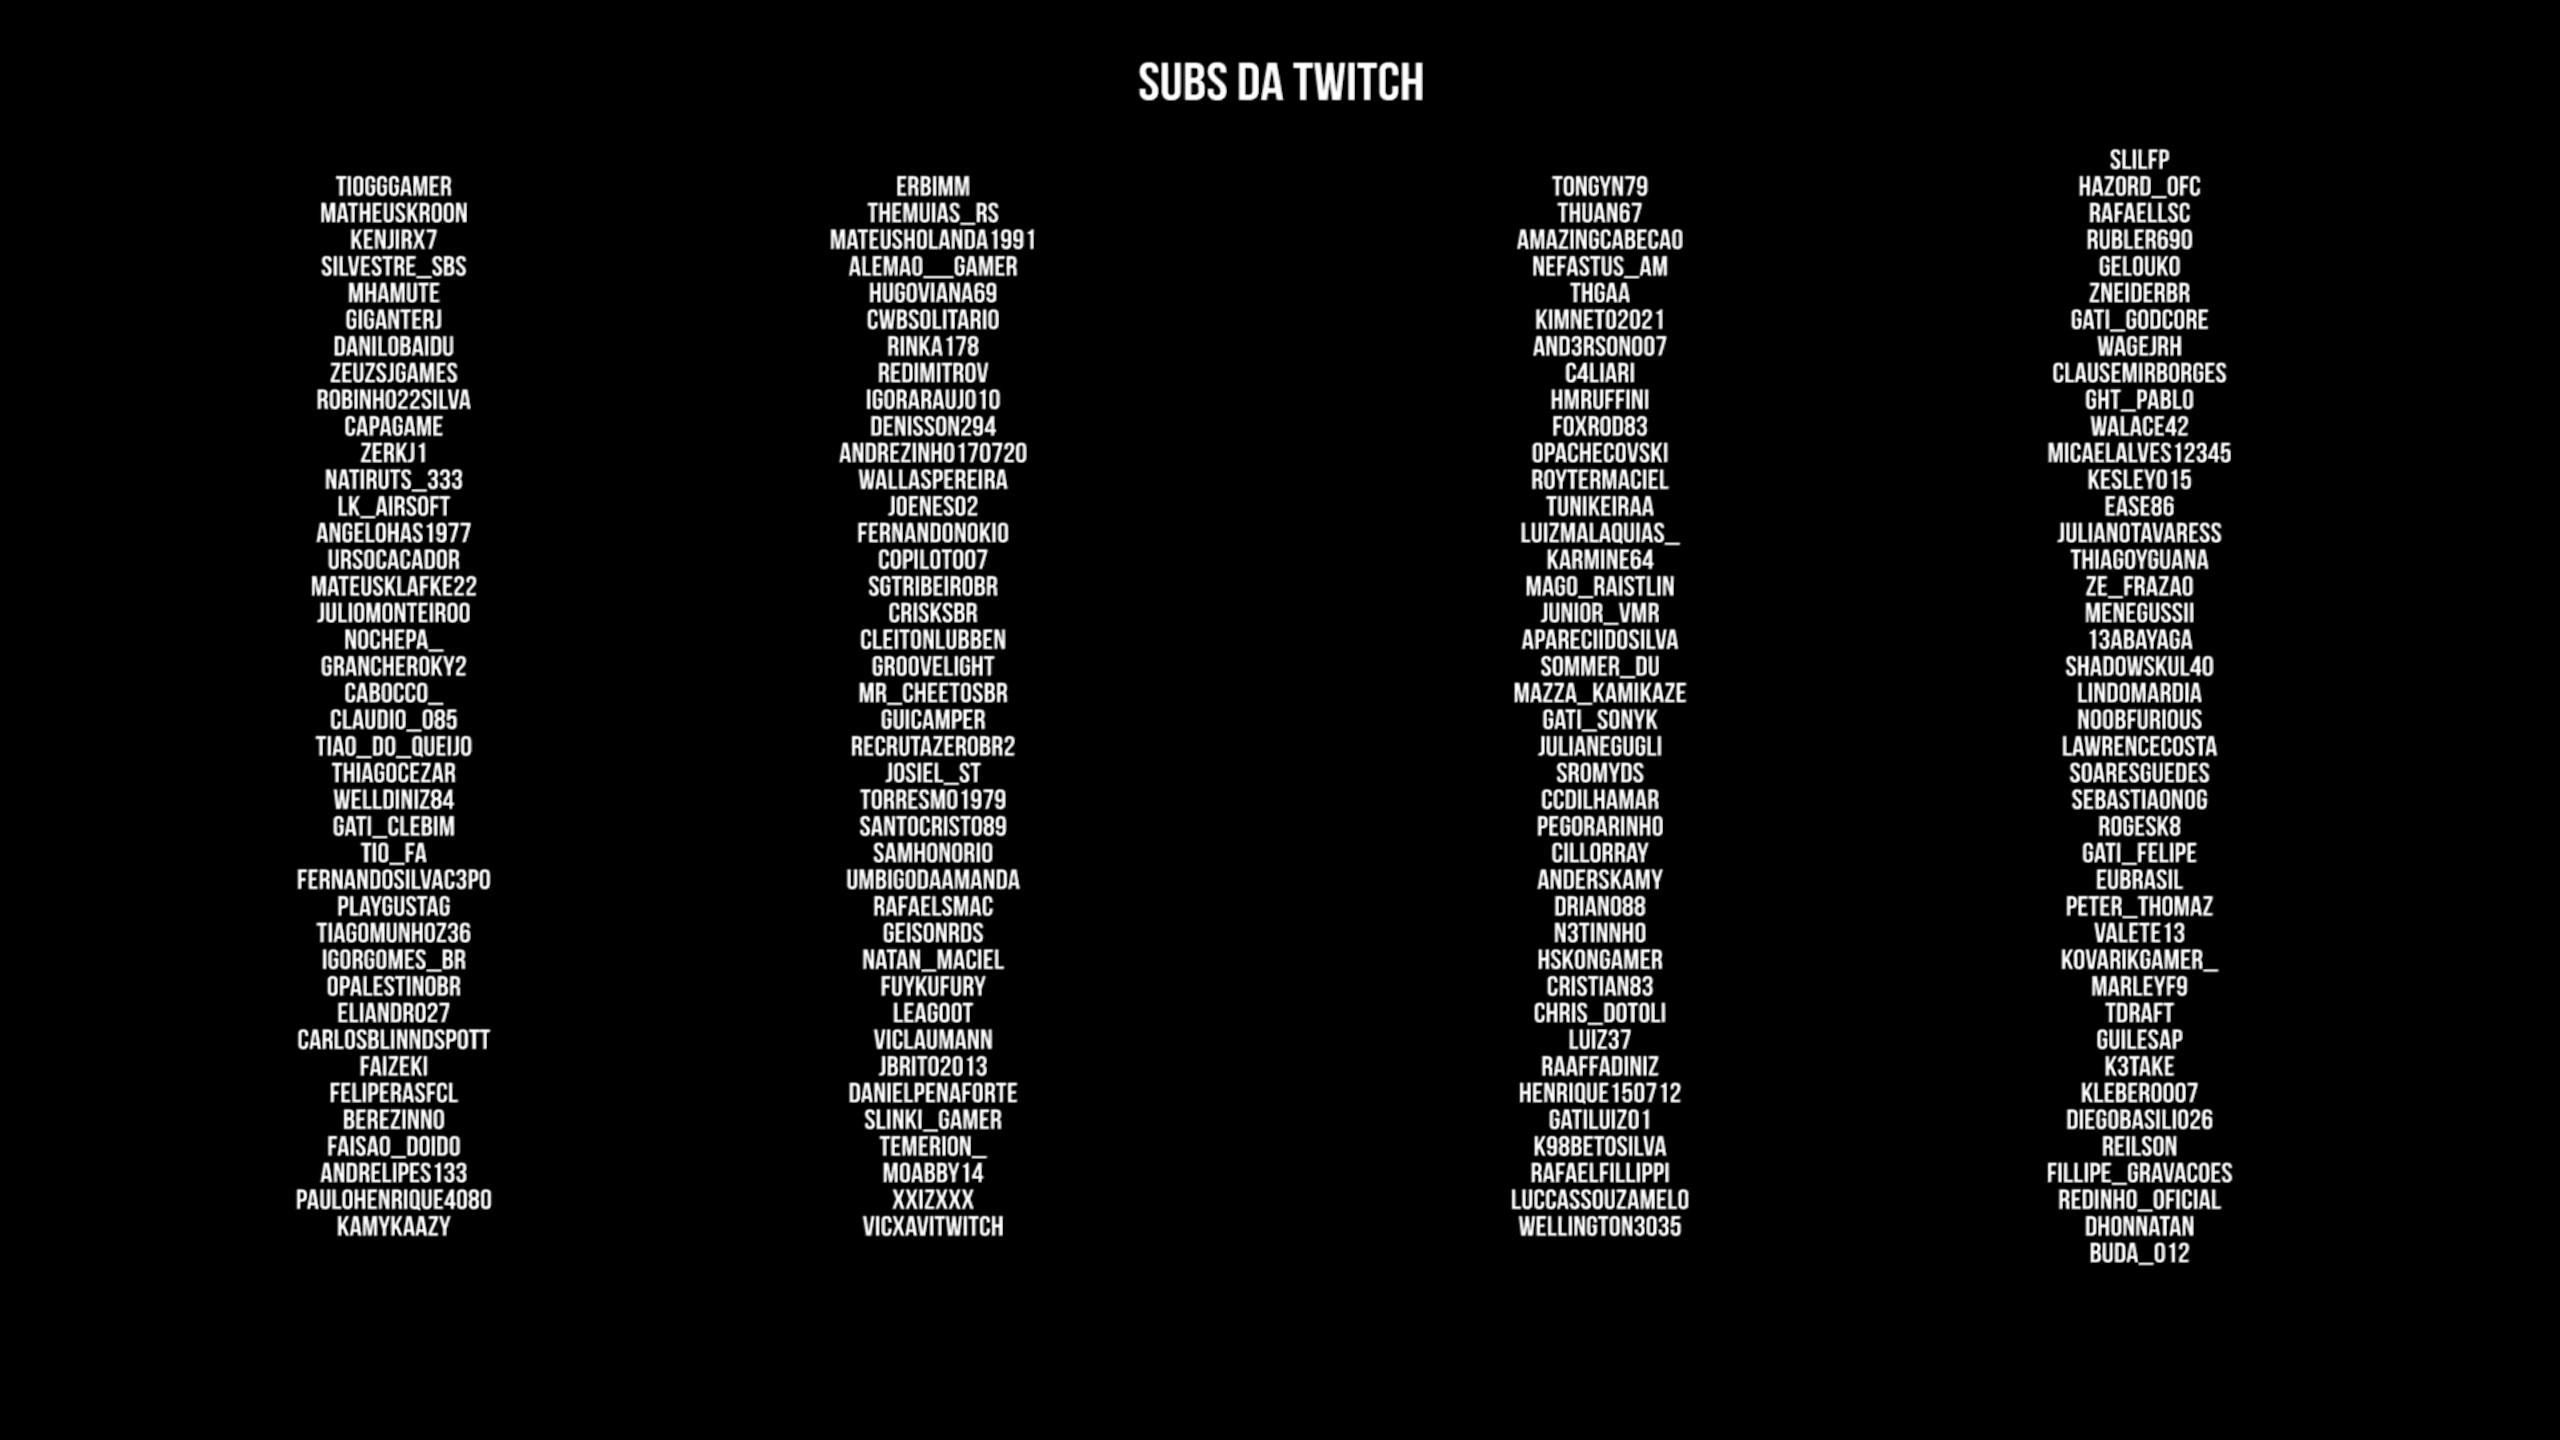 SUBS DA TWITCH
TIOGGGAMER
MATHEUSKROON
KENJIRX7
SILVESTRE_SBS
MHAMUTE
GIGANTERJ
DANILOBAIDU
ZEUZSJGAMES
ROBINHO22SILVA
CAPAGAME
ZERKJ1
NATIRUTS_333
LK_AIRSOFT
ANGELOHAS1977
URSOCACADOR
MATEUSKLAFKE22
JULIOMONTEIROO
NOCHEPA_
GRANCHEROKY2
CABOCCO_
CLAUDIO_085
TIAO_DO_QUEIJO
THIAGOCEZAR
WELLDINIZ84
GATI_CLEBIM
TIO_FA
FERNANDOSILVAC3PO
PLAYGUSTAG
TIAGOMUNHOZ36
IGORGOMES_BR
OPALESTINOBR
ELIANDRO27
CARLOSBLINNDSPOTT
FAIZEKI
FELIPERASFCL
BEREZINNO
FAISAO_DOIDO
ANDRELIPES133
PAULOHENRIQUE4080
KAMYKAAZY
ERBIMM
THEMUIAS_RS
MATEUSHOLANDA1991
ALEMAO__GAMER
HUGOVIANA69
CWBSOLITARIO
RINKA178
REDIMITROV
IGORARAUJO10
DENISSON294
ANDREZINHO170720
WALLASPEREIRA
JOENES02
FERNANDONOKIO
COPILOTO07
SGTRIBEIROBR
CRISKSBR
CLEITONLUBBEN
GROOVELIGHT
MR_CHEETOSBR
GUICAMPER
RECRUTAZEROBR2
JOSIEL_ST
TORRESMO1979
SANTOCRISTO89
SAMHONORIO
UMBIGODAAMANDA
RAFAELSMAC
GEISONRDS
NATAN_MACIEL
FUYKUFURY
LEAGOOT
VICLAUMANN
JBRITO2013
DANIELPENAFORTE
SLINKI_GAMER
TEMERION_
MOABBY14
XXIZXXX
VICXAVITWITCH
TONGYN79
THUAN67
AMAZINGCABECAO
NEFASTUS_AM
THGAA
KIMNETO2021
AND3RSON007
C4LIARI
HMRUFFINI
FOXROD83
OPACHECOVSKI
ROYTERMACIEL
TUNIKEIRAA
LUIZMALAQUIAS_
KARMINE64
MAGO_RAISTLIN
JUNIOR_VMR
APARECIIDOSILVA
SOMMER_DU
MAZZA_KAMIKAZE
GATI_SONYK
JULIANEGUGLI
SROMYDS
CCDILHAMAR
PEGORARINHO
CILLORRAY
ANDERSKAMY
DRIANO88
N3TINNHO
HSKONGAMER
CRISTIAN83
CHRIS_DOTOLI
LUIZ37
RAAFFADINIZ
HENRIQUE150712
GATILUIZ01
K98BETOSILVA
RAFAELFILLIPPI
LUCCASSOUZAMELO
WELLINGTON3035
SLILFP
HAZORD_OFC
RAFAELLSC
RUBLER690
GELOUKO
ZNEIDERBR
GATI_GODCORE
WAGEJRH
CLAUSEMIRBORGES
GHT_PABLO
WALACE42
MICAELALVES12345
KESLEY015
EASE86
JULIANOTAVARESS
THIAGOYGUANA
ZE_FRAZAO
MENEGUSSII
13ABAYAGA
SHADOWSKUL40
LINDOMARDIA
NOOBFURIOUS
LAWRENCECOSTA
SOARESGUEDES
SEBASTIAONOG
ROGESK8
GATI_FELIPE
EUBRASIL
PETER_THOMAZ
VALETE13
KOVARIKGAMER_
MARLEYF9
TDRAFT
GUILESAP
K3TAKE
KLEBER0007
DIEGOBASILIO26
REILSON
FILLIPE_GRAVACOES
REDINHO_OFICIAL
DHONNATAN
BUDA_012